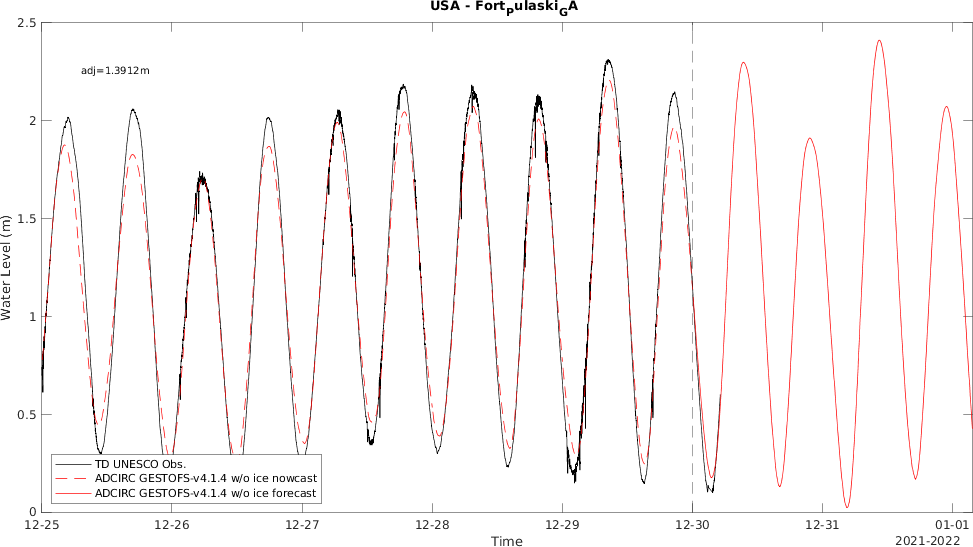 USA - FortPulaskiGA
2.5
adj=1.3912m
2
1.5
Water Level (m)
1
0.5
TD UNESCO Obs.
ADCIRC GESTOFS-v4.1.4 w/o ice nowcast
ADCIRC GESTOFS-v4.1.4 w/o ice forecast
0
12-25 12-26 12-27 12-28 12-29 12-30 12-31 01-01
Time
2021-2022